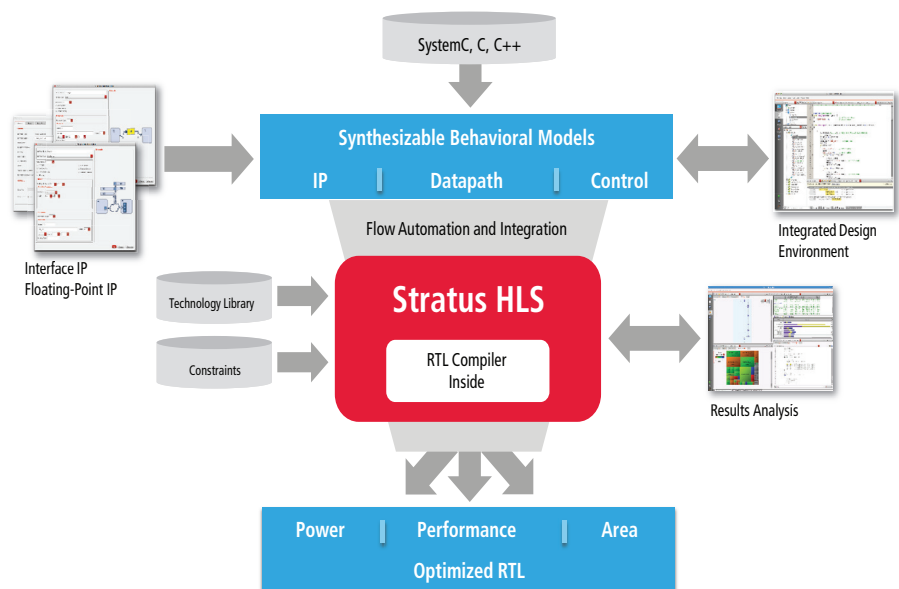 SystemC, C, C++
Synthesizable Behavioral Models
IP | Datapath | Control
Interface IP
Floating-Point IP
Integrated Design
Environment
Flow Automation and Integration
Technology Library
Stratus HLS
Constraints
RTL Compiler
Inside
Results Analysis
Power | Performance | Area
Optimized RTL